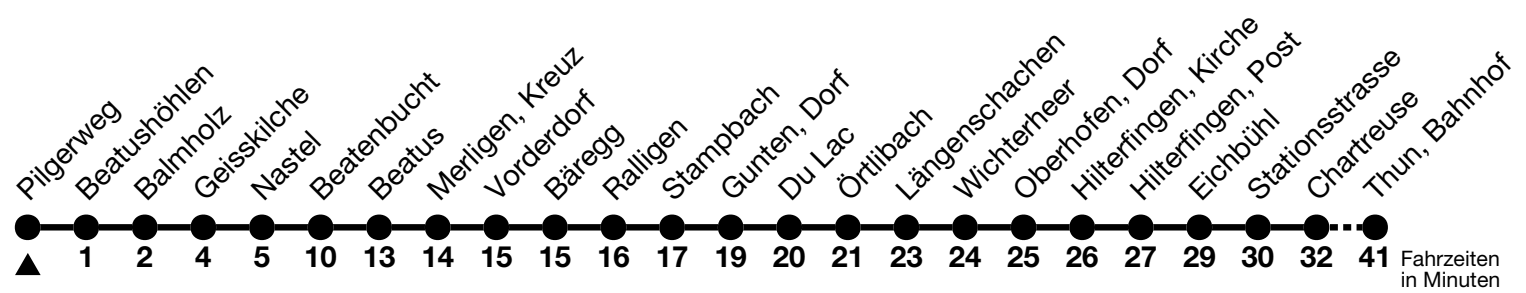 Pilgerweg
Beatushöhlen
Balmholz
Geisskilche
Nastel
Beatenbucht
Beatus
Merligen, Kreuz
Vorderdorf
Bäregg
Ralligen
Stampbach
Gunten, Dorf
Du Lac
Örtlibach
Längenschachen
Wichterheer
Oberhofen, Dorf
Hilterfingen, Kirche
Hilterfingen, Post
Eichbühl
Stationsstrasse
Chartreuse
Thun, Bahnhof
1 2 4 5 10 13 14 15 15 16 17 19 20 21 23 24 25 26 27 29 30 32 41 Fahrzeiten
in Minuten